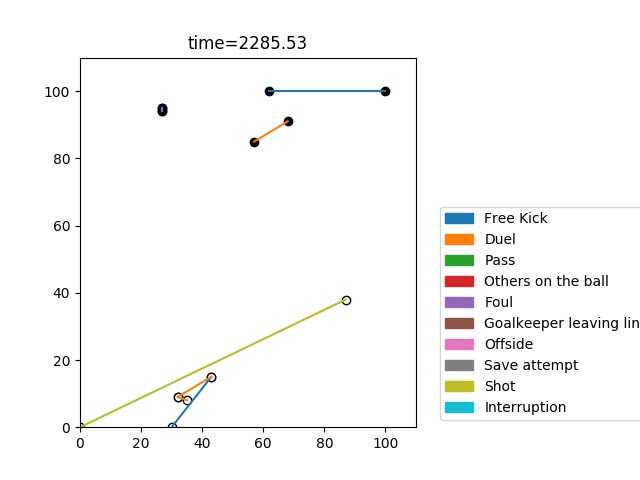 time=2285.53
100
80
60
40
20
0
0 20 40 60 80 100
Free Kick
Duel
Pass
Others on the ball
Foul
Goalkeeper leaving lin
Offside
Save attempt
Shot
Interruption